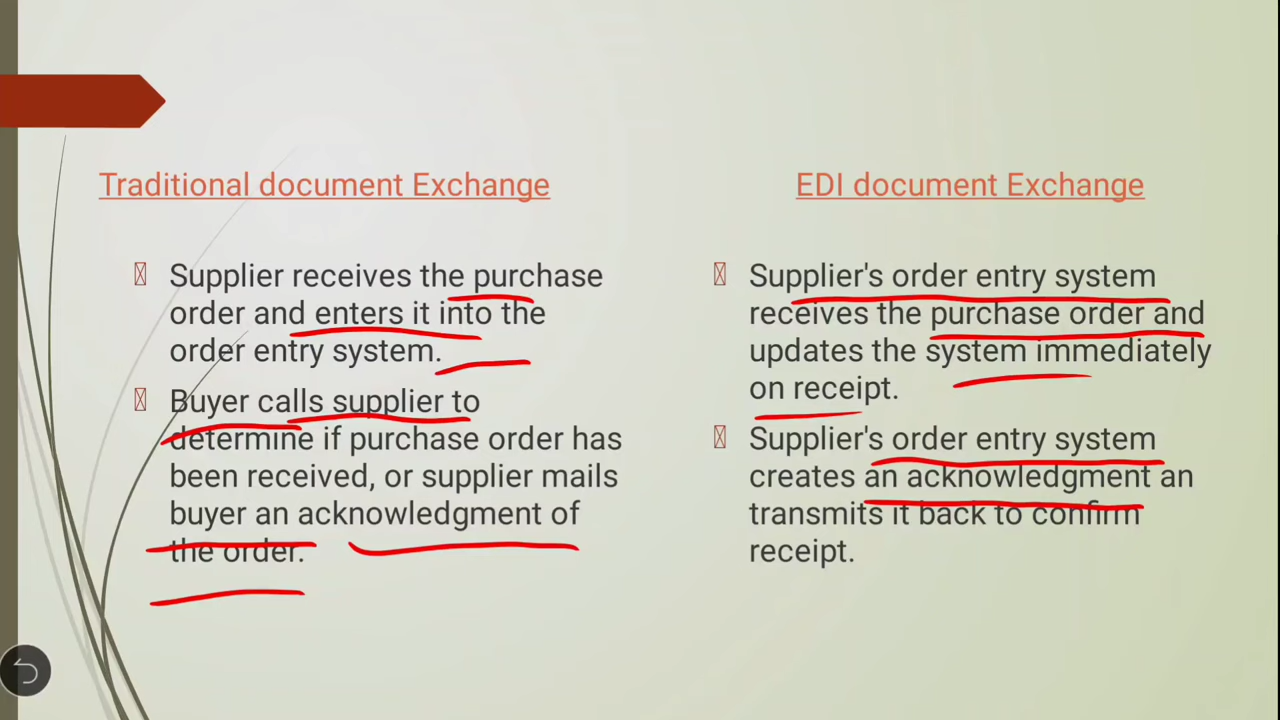 Traditional document Exchange
Supplier receives the purchase
order and enters it into the
order entry system.
Buyer calls supplier to
determine if purchase order has
been received, or supplier mails
buyer an acknowledgment of
the order.
EDI document Exchange
Supplier's order entry system
receives the purchase order and
updates the system immediately
on receipt.
Supplier's order entry system
creates an acknowledgment an
transmits it back to confirm
receipt.